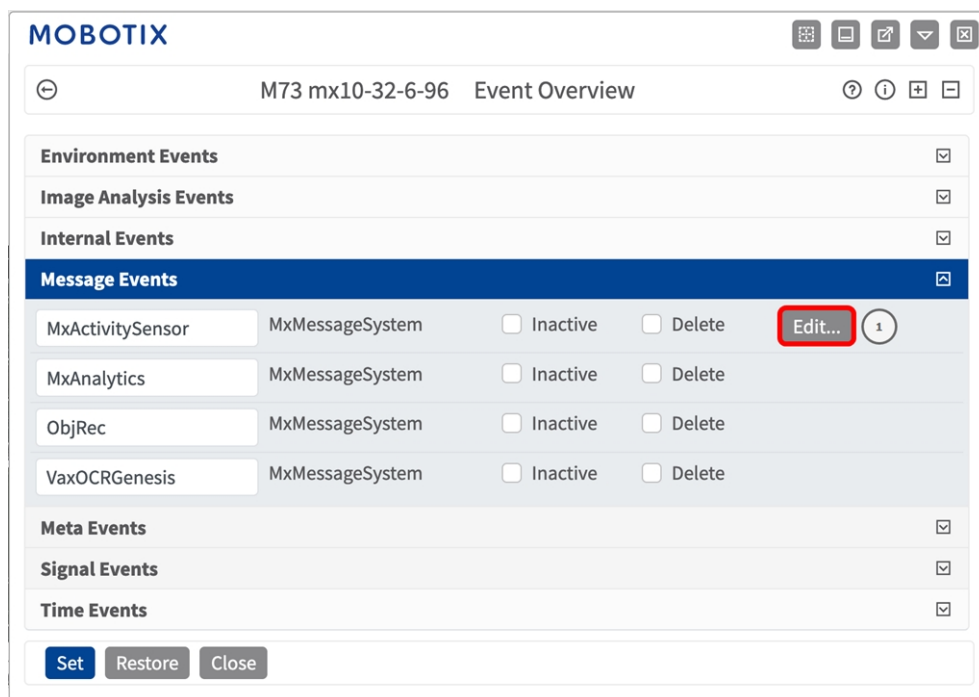 MOBOTIX
M73 mx10-32-6-96 Event Overview
Environment Events
Image Analysis Events
Internal Events
Message Events
MxActivitySensor MxMessageSystem Inactive Delete Edit... 1
MxAnalytics MxMessageSystem Inactive Delete
ObjRec MxMessageSystem Inactive Delete
VaxOCRGenesis MxMessageSystem Inactive Delete
Meta Events
Signal Events
Time Events
Set Restore Close